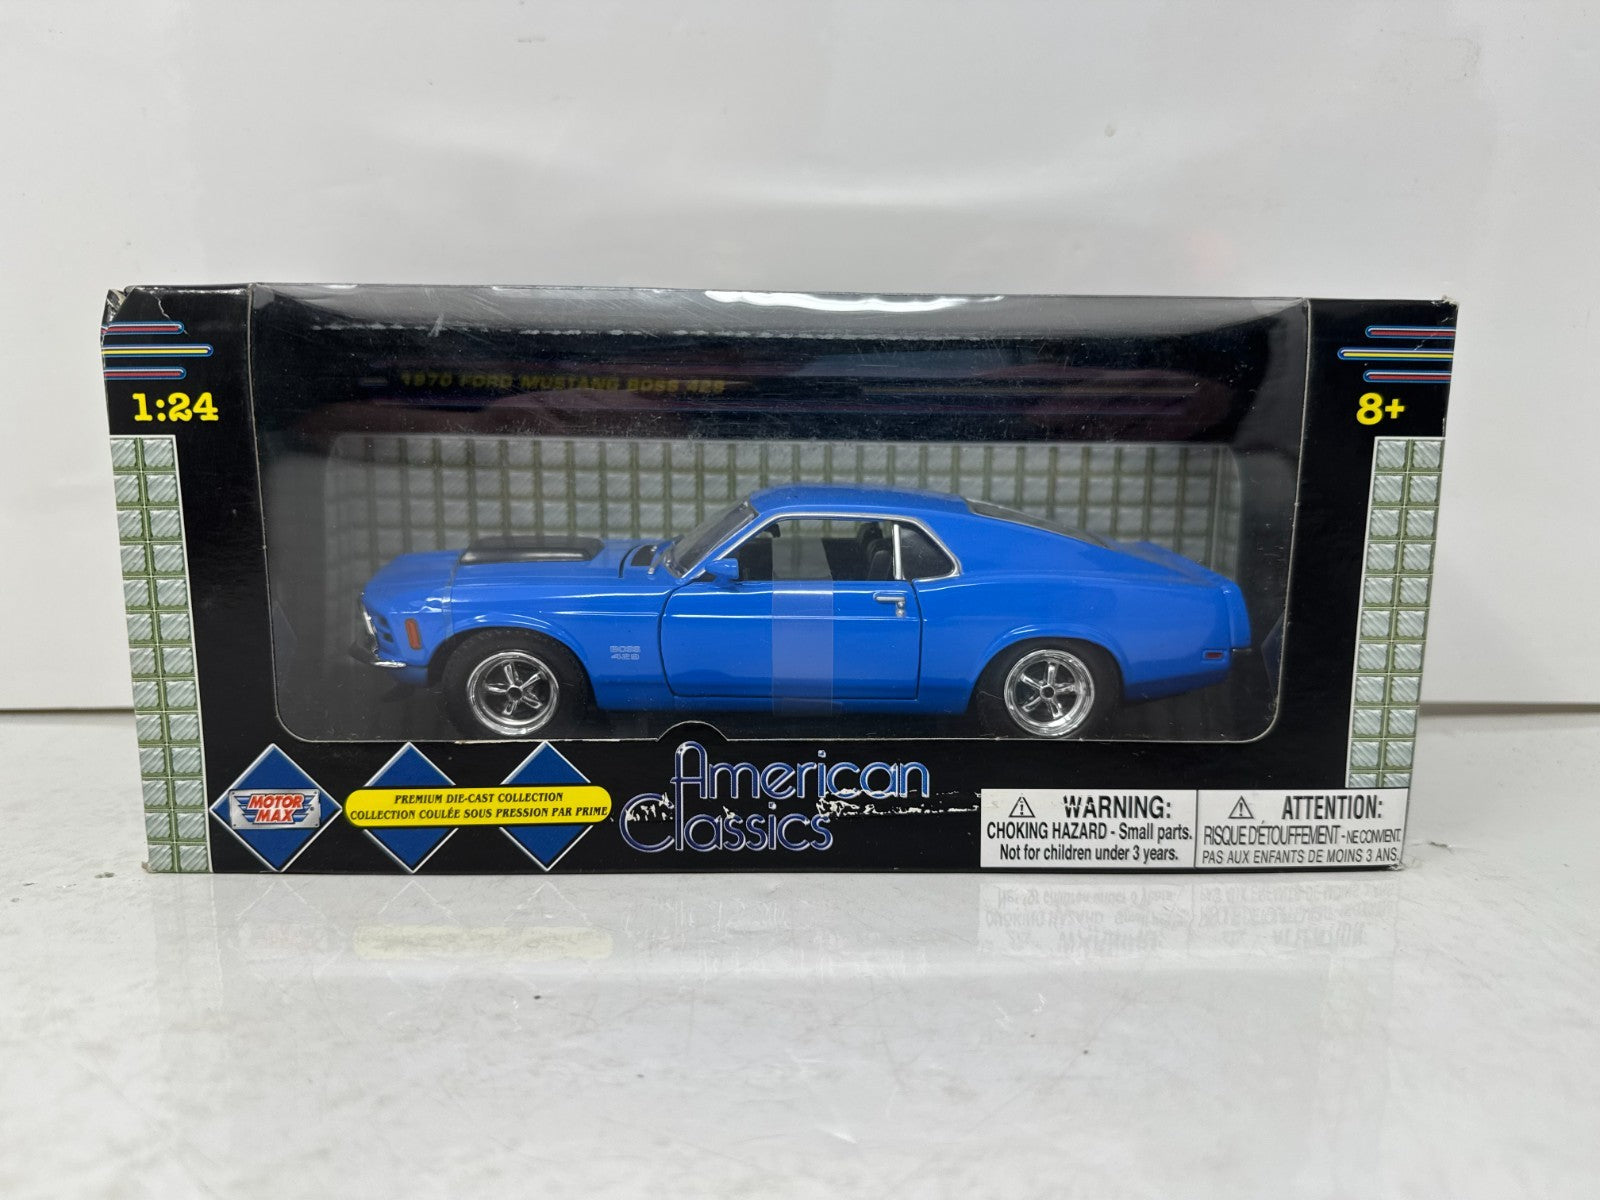 1970 FORD MUSTANG BOSS 429
1:24
8+
BOSS
429
MOTOR
MAX
PREMIUM DIE-CAST COLLECTION
COLLECTION COULÉE SOUS PRESSION PAR PRIME
American
Classics
WARNING:
CHOKING HAZARD - Small parts.
Not for children under 3 years.
ATTENTION:
RISQUE D'ÉTOUFFEMENT - NE CONVIENT
PAS AUX ENFANTS DE MOINS 3 ANS.